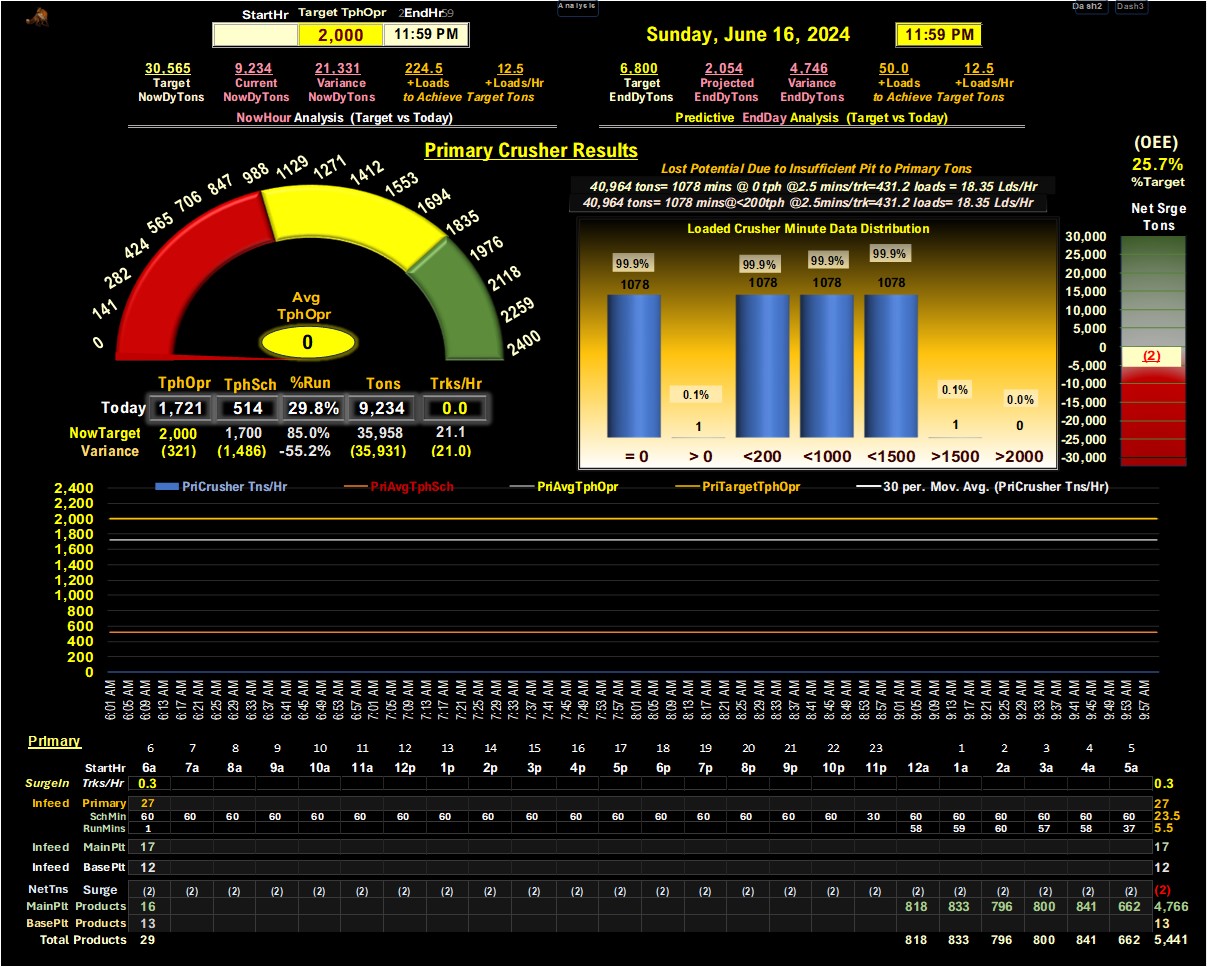 Analysis
Dash2 Dash3
StartHr Target TphOpr EndHr
2,000 11:59 PM
Sunday, June 16, 2024 11:59 PM
30,565 9,234 21,331 224.5 12.5
Target Current Variance +Loads +Loads/Hr
NowDyTons NowDyTons NowDyTons to Achieve Target Tons
NowHour Analysis (Target vs Today)
6,800 2,054 4,746 50.0 12.5
Target Projected Variance +Loads +Loads/Hr
EndDyTons EndDyTons EndDyTons to Achieve Target Tons
Predictive EndDay Analysis (Target vs Today)
Primary Crusher Results
(OEE)
25.7%
%Target
Net Srge
Tons
30,000
25,000
20,000
15,000
10,000
5,000
0
-5,000
-10,000
-15,000
-20,000
-25,000
-30,000
(2)
Lost Potential Due to Insufficient Pit to Primary Tons
40,964 tons= 1078 mins @ 0 tph @2.5 mins/trk=431.2 loads= 18.35 Lds/Hr
40,964 tons= 1078 mins@<200tph @2.5mins/trk=431.2 loads= 18.35 Lds/Hr
0 141 282 424 565 706 847 988 1129 1271 1412 1553 1694 1835 1976 2118 2259 2400
Avg
TphOpr
0
Loaded Crusher Minute Data Distribution
99.9% 0.1% 99.9% 99.9% 99.9% 0.1% 0.0%
1078 1 1078 1078 1078 1 0
= 0 > 0 <200 <1000 <1500 >1500 >2000
TphOpr TphSch %Run Tons Trks/Hr
Today 1,721 514 29.8% 9,234 0.0
NowTarget 2,000 1,700 85.0% 35,958 21.1
Variance (321) (1,486) -55.2% (35,931) (21.0)
PriCrusher Tns/Hr PriAvgTphSch PriAvgTphOpr PriTargetTphOpr 30 per. Mov. Avg. (PriCrusher Tns/Hr)
2,400
2,200
2,000
1,800
1,600
1,400
1,200
1,000
800
600
400
200
0
6:01 AM 6:05 AM 6:09 AM 6:13 AM 6:17 AM 6:21 AM 6:25 AM 6:29 AM 6:33 AM 6:37 AM 6:41 AM 6:45 AM 6:49 AM 6:53 AM 6:57 AM 7:01 AM 7:05 AM 7:09 AM 7:13 AM 7:17 AM 7:21 AM 7:25 AM 7:29 AM 7:33 AM 7:37 AM 7:41 AM 7:45 AM 7:49 AM 7:53 AM 7:57 AM 8:01 AM 8:05 AM 8:09 AM 8:13 AM 8:17 AM 8:21 AM 8:25 AM 8:29 AM 8:33 AM 8:37 AM 8:41 AM 8:45 AM 8:49 AM 8:53 AM 8:57 AM 9:01 AM 9:05 AM 9:09 AM 9:13 AM 9:17 AM 9:21 AM 9:25 AM 9:29 AM 9:33 AM 9:37 AM 9:41 AM 9:45 AM 9:49 AM 9:53 AM 9:57 AM
Primary 6 7 8 9 10 11 12 13 14 15 16 17 18 19 20 21 22 23 1 2 3 4 5
StartHr 6a 7a 8a 9a 10a 11a 12p 1p 2p 3p 4p 5p 6p 7p 8p 9p 10p 11p 12a 1a 2a 3a 4a 5a
SurgeIn Trks/Hr 0.3 0.3
Infeed Primary 27 27
SchMin 60 60 60 60 60 60 60 60 60 60 60 60 60 60 60 60 60 30 60 60 60 60 60 60 23.5
RunMins 1 58 59 60 57 58 37 5.5
Infeed MainPlt 17 17
Infeed BasePlt 12 12
NetTns Surge (2) (2) (2) (2) (2) (2) (2) (2) (2) (2) (2) (2) (2) (2) (2) (2) (2) (2) (2) (2) (2) (2) (2) (2) (2)
MainPlt Products 16 818 833 796 800 841 662 4,766
BasePlt Products 13 13
Total Products 29 818 833 796 800 841 662 5,441